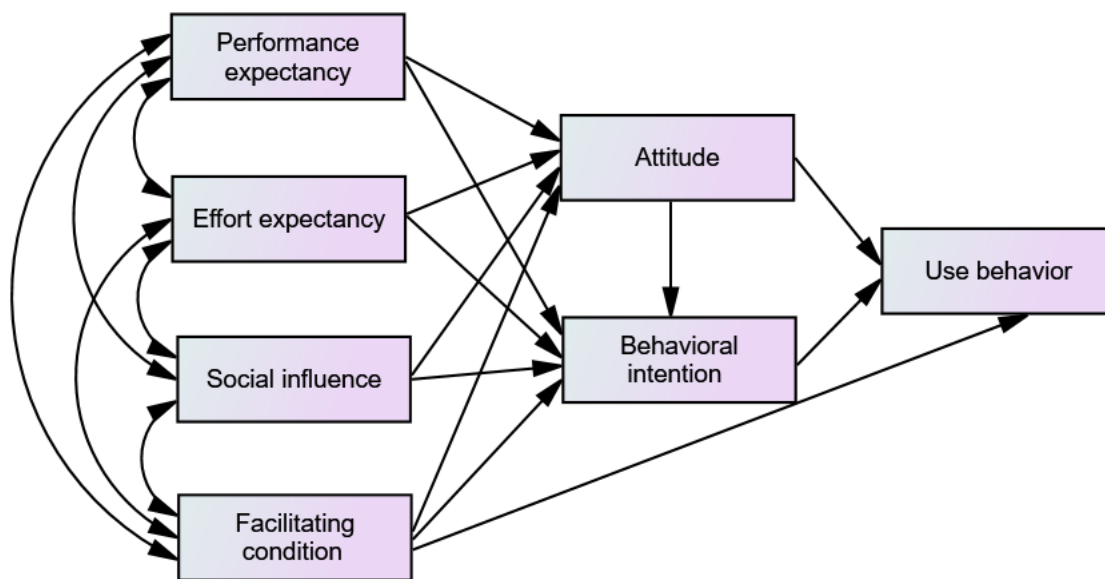 Performance
expectancy
Attitude
Effort expectancy
Use behavior
Behavioral
intention
Social influence
Facilitating
condition